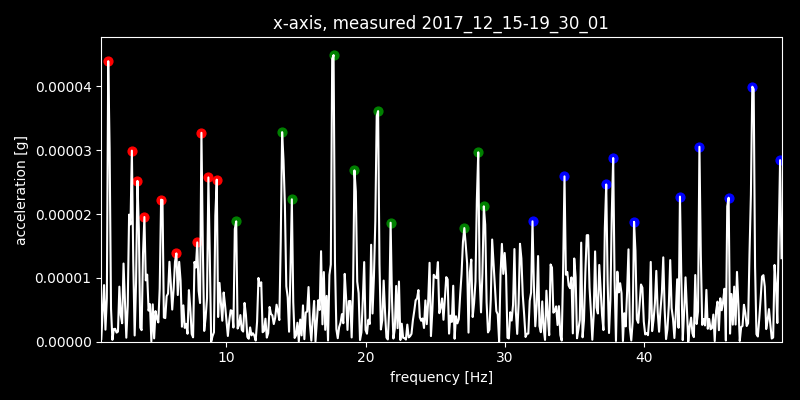 x-axis, measured 2017_12_15-19_30_01
acceleration [g]
0.00004
0.00003
0.00002
0.00001
0.00000
10 20 30 40
frequency [Hz]